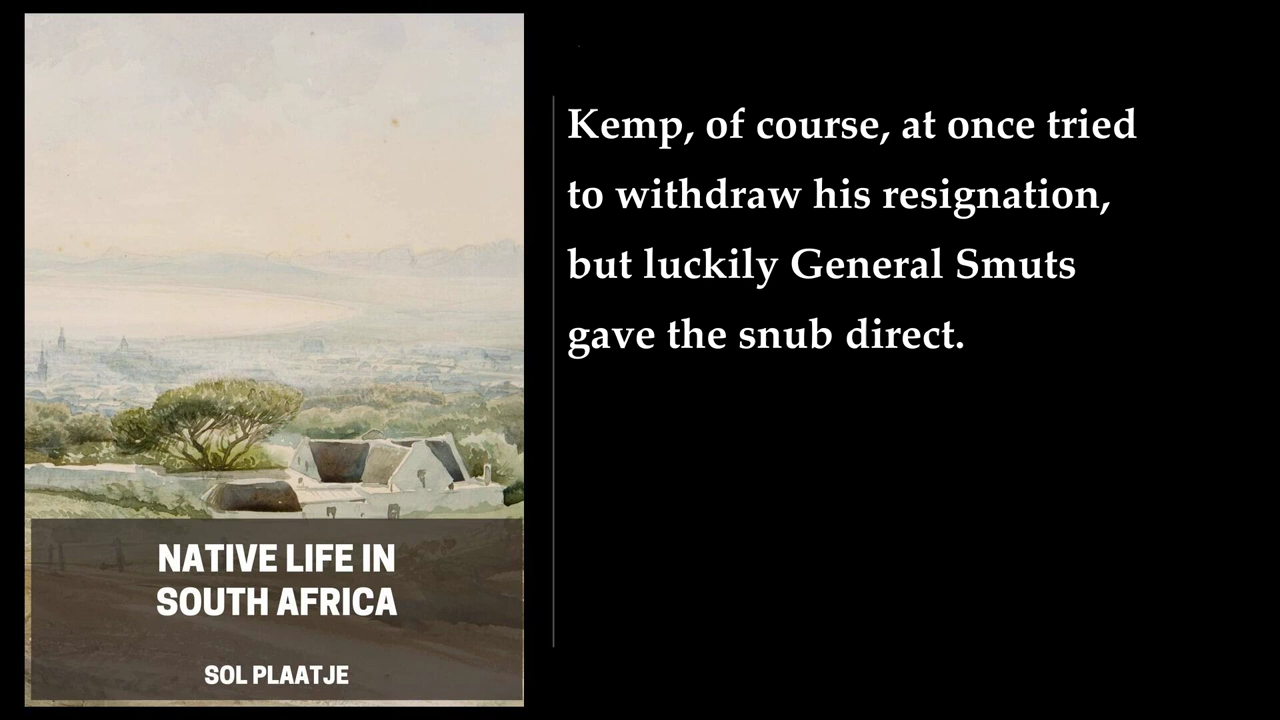 Kemp, of course, at once tried
to withdraw his resignation,
but luckily General Smuts
gave the snub direct.
NATIVE LIFE IN
SOUTH AFRICA
SOL PLAATJE